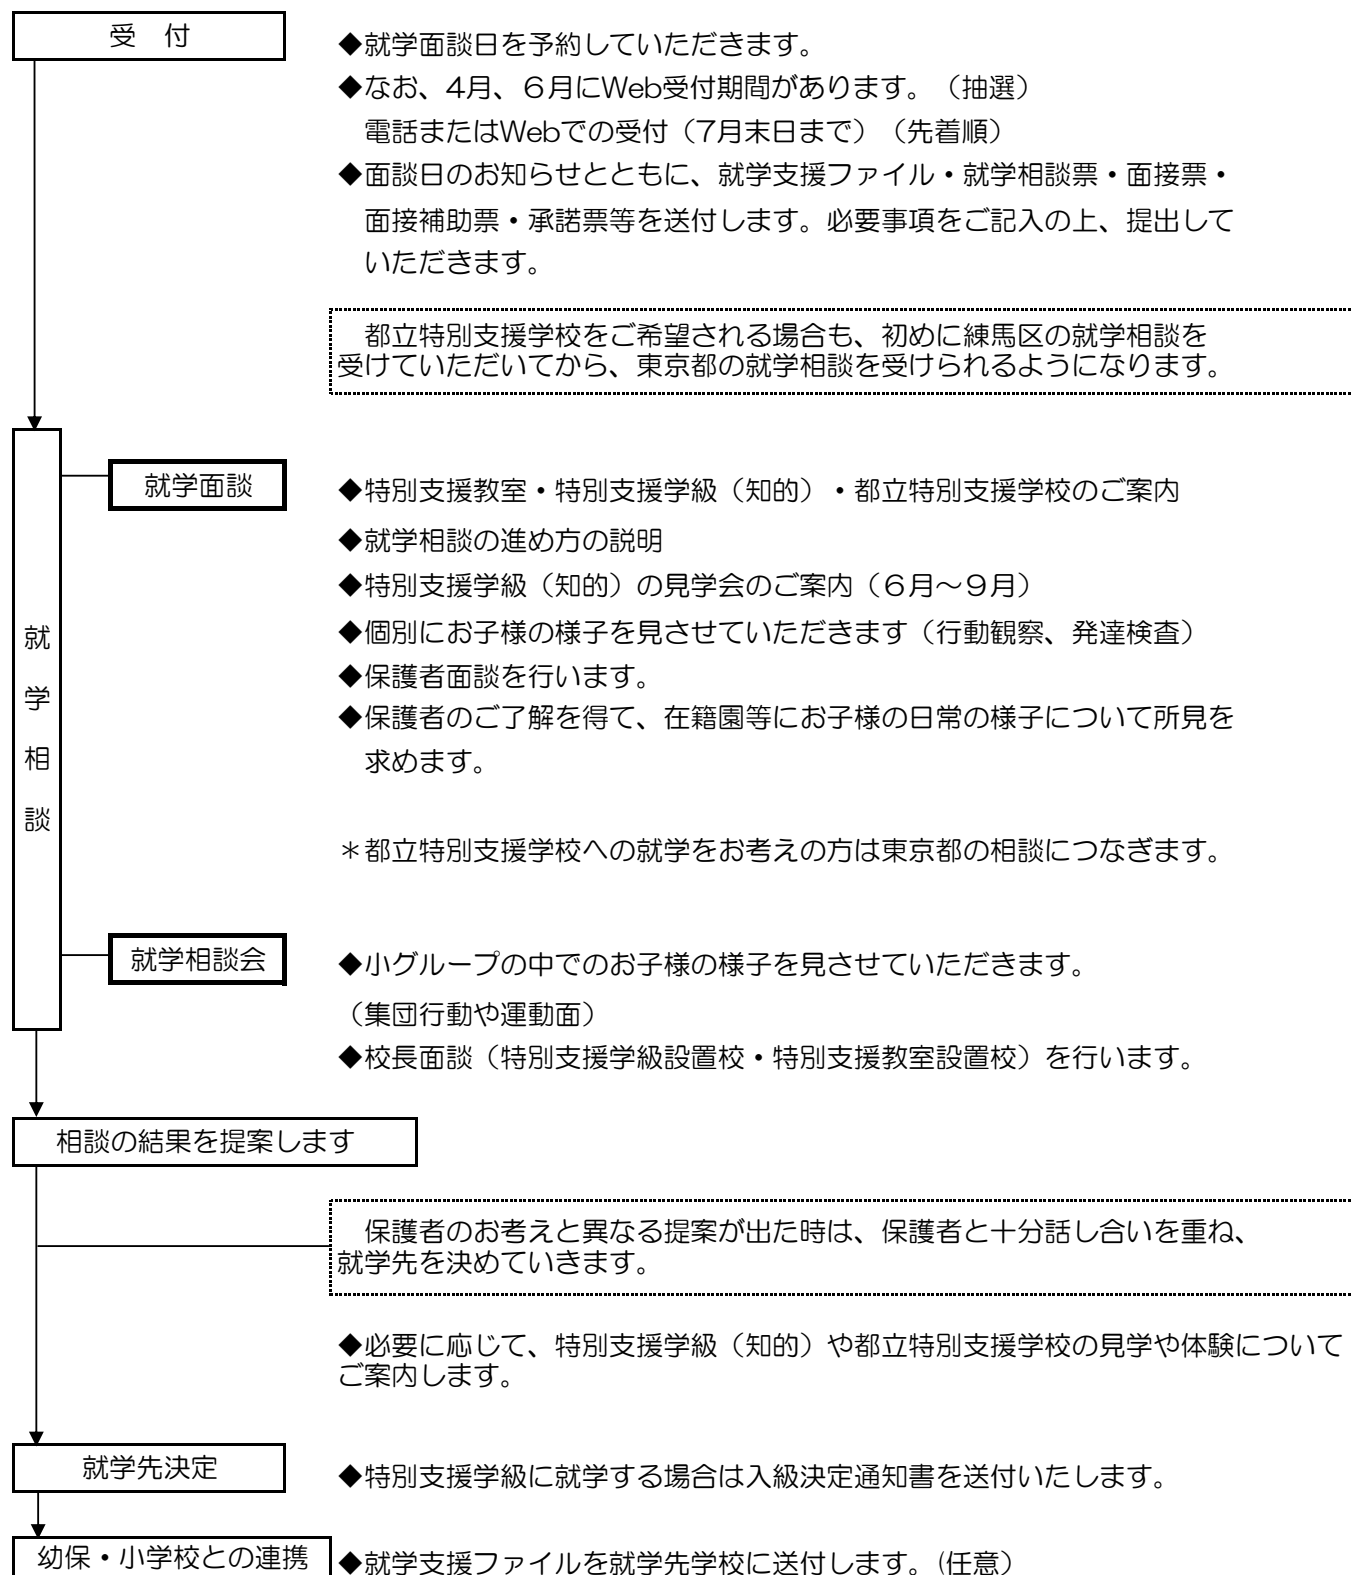 受　付
◆就学面談日を予約していただきます。
◆なお、4月、６月にWeb受付期間があります。（抽選）
電話またはWebでの受付（7月末日まで）（先着順）
◆面談日のお知らせとともに、就学支援ファイル・就学相談票・面接票・
面接補助票・承諾票等を送付します。必要事項をご記入の上、提出して
いただきます。
都立特別支援学校をご希望される場合も、初めに練馬区の就学相談を
受けていただいてから、東京都の就学相談を受けられるようになります。
就学相談
就学面談
◆特別支援教室・特別支援学級（知的）・都立特別支援学校のご案内
◆就学相談の進め方の説明
◆特別支援学級（知的）の見学会のご案内（６月～９月）
◆個別にお子様の様子を見させていただきます（行動観察、発達検査）
◆保護者面談を行います。
◆保護者のご了解を得て、在籍園等にお子様の日常の様子について所見を
求めます。
＊都立特別支援学校への就学をお考えの方は東京都の相談につなぎます。
就学相談会
◆小グループの中でのお子様の様子を見させていただきます。
（集団行動や運動面）
◆校長面談（特別支援学級設置校・特別支援教室設置校）を行います。
相談の結果を提案します
保護者のお考えと異なる提案が出た時は、保護者と十分話し合いを重ね、
就学先を決めていきます。
◆必要に応じて、特別支援学級（知的）や都立特別支援学校の見学や体験について
ご案内します。
就学先決定
◆特別支援学級に就学する場合は入級決定通知書を送付いたします。
幼保・小学校との連携
◆就学支援ファイルを就学先学校に送付します。(任意）